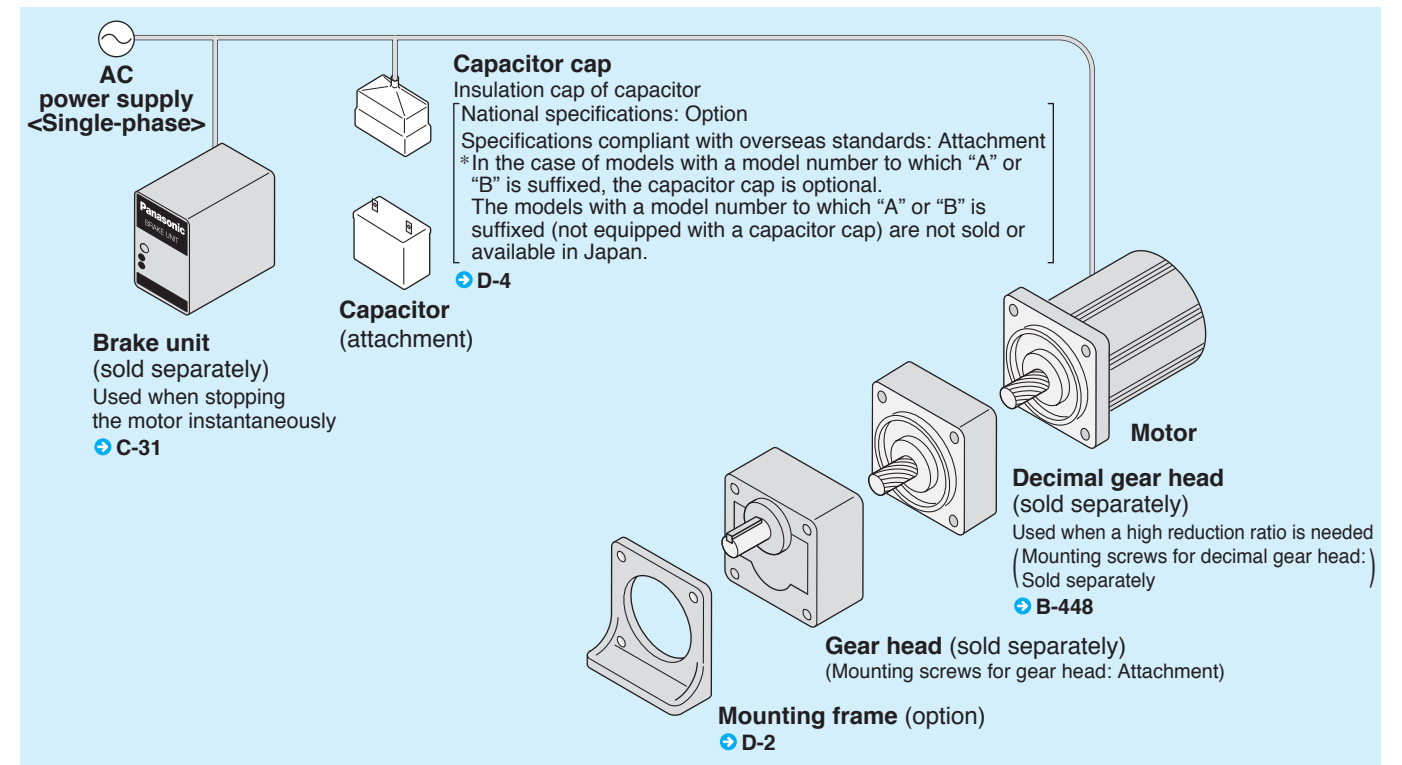 AC
power supply
<Single-phase>
Capacitor cap
Insulation cap of capacitor
National specifications: Option
Specifications compliant with overseas standards: Attachment
*In the case of models with a model number to which “A” or
“B” is suffixed, the capacitor cap is optional.
The models with a model number to which “A” or “B” is
suffixed (not equipped with a capacitor cap) are not sold or
available in Japan.
D-4
Panasonic
BRAKE UNIT
Capacitor
(attachment)
Brake unit
(sold separately)
Used when stopping
the motor instantaneously
C-31
Motor
Decimal gear head
(sold separately)
Used when a high reduction ratio is needed
(Mounting screws for decimal gear head:
Sold separately)
B-448
Gear head (sold separately)
(Mounting screws for gear head: Attachment)
Mounting frame (option)
D-2